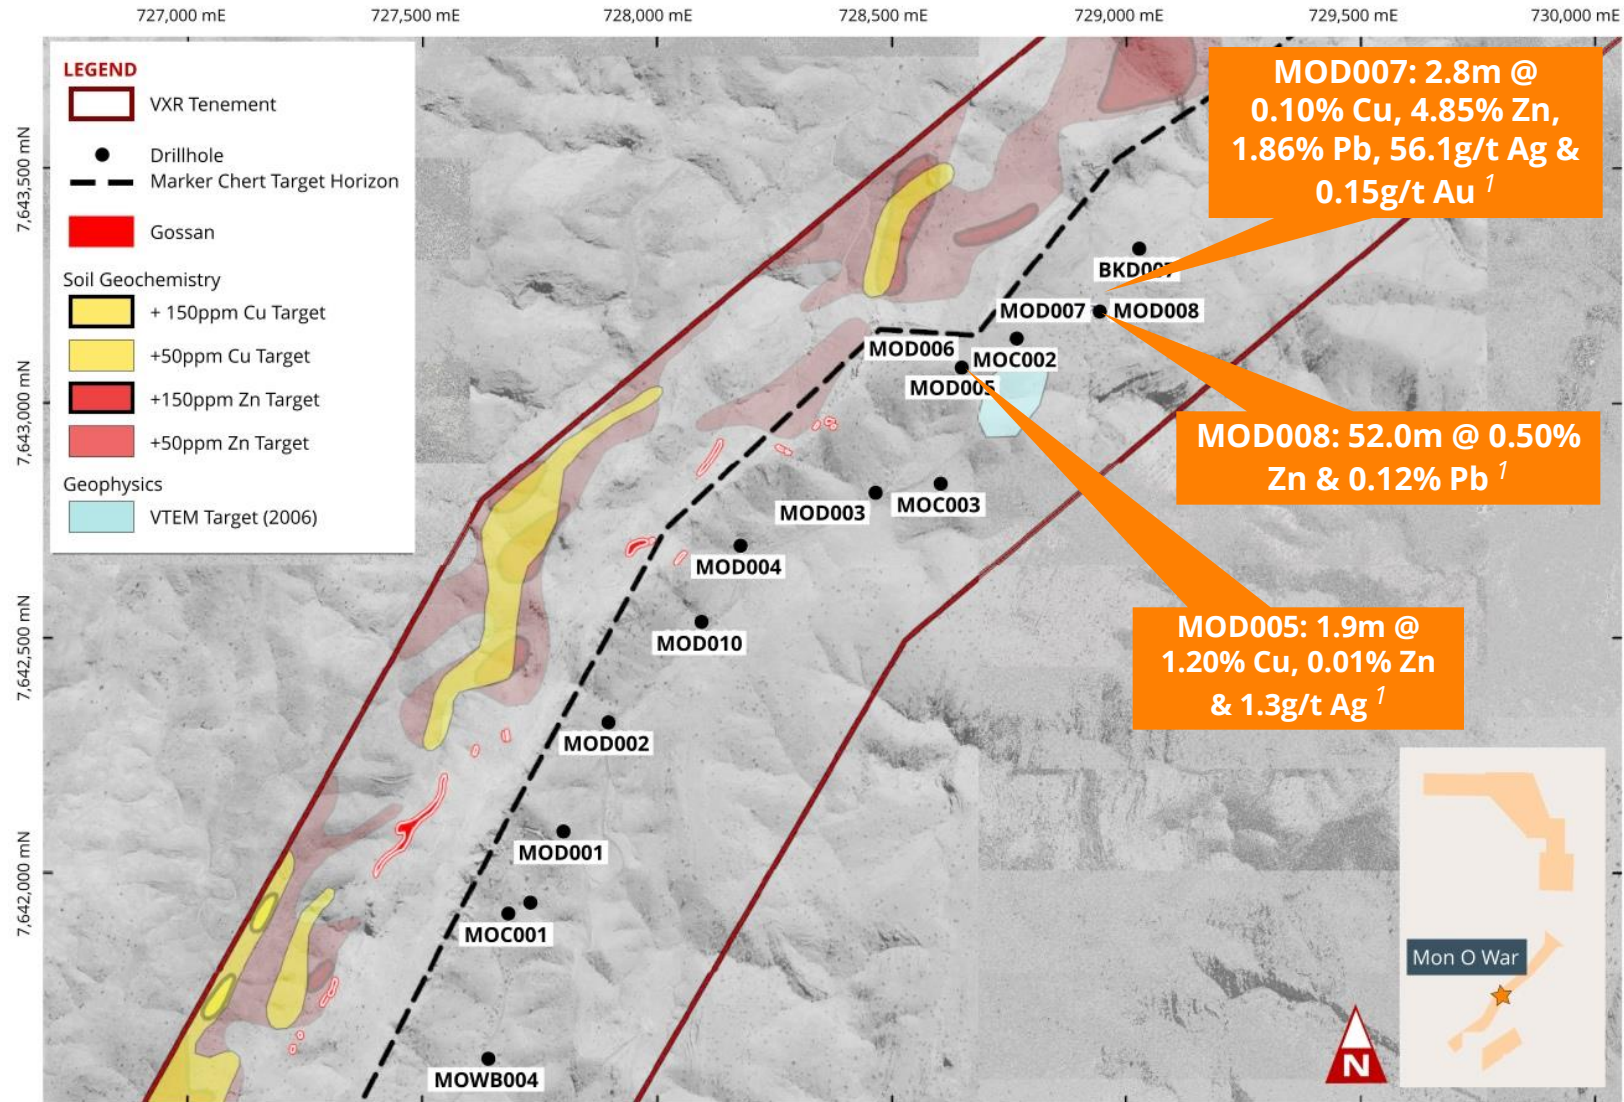 727,000 mE
727,500 mE
728,000 mE
728,500 mE
729,000 mE
729,500 mE
730,000 mE
7,643,500 mN
7,643,000 mN
7,642,500 mN
7,642,000 mN
LEGEND
VXR Tenement
Drillhole
Marker Chert Target Horizon
Gossan
Soil Geochemistry
+ 150ppm Cu Target
+50ppm Cu Target
+150ppm Zn Target
+50ppm Zn Target
Geophysics
VTEM Target (2006)
MOD007: 2.8m @
0.10% Cu, 4.85% Zn,
1.86% Pb, 56.1g/t Ag &
0.15g/t Au 1
BKD007
MOD007
MOD008
MOD006
MOC002
MOD005
MOD008: 52.0m @ 0.50%
Zn & 0.12% Pb 1
MOD003
MOC003
MOD004
MOD010
MOD005: 1.9m @
1.20% Cu, 0.01% Zn
& 1.3g/t Ag 1
MOD002
MOD001
MOC001
MOWB004
Mon O War
N